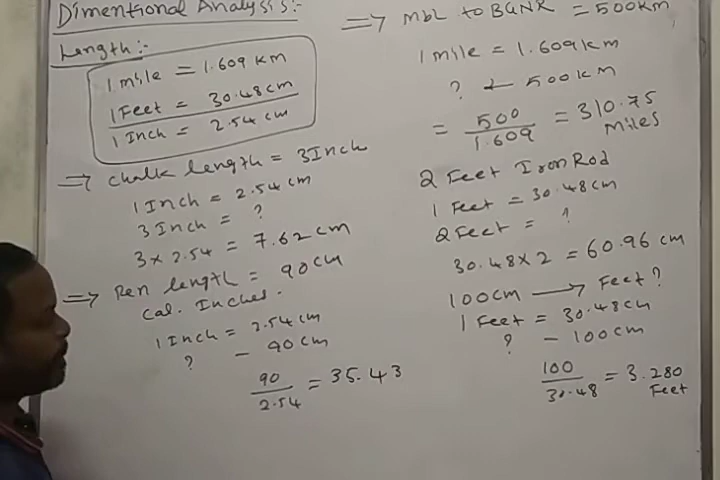 Dimentional Analysis:-
Length:-
1 mile = 1.609 KM
1 Feet = 30.48 cm
1 Inch = 2.54 cm
=> Chalk length = 3 Inch
1 Inch = 2.54 cm
3 Inch = ?
3 x 2.54 = 7.62 cm
=> Pen length = 90 cm
Cal. Inches.
1 Inch = 2.54 cm
? - 90 cm
90
2.54
= 35.43
=> MBL to BGNR = 500km
1 mile = 1.609 km
? ← 500 KM
= 500
1.609
= 310.75
Miles
2 Feet Iron Rod
1 Feet = 30.48 cm
2 Feet = ?
30.48 x 2 = 60.96 cm
100 cm → Feet?
1 Feet = 30.48 cm
? - 100 cm
100
30.48
= 3.280
Feet